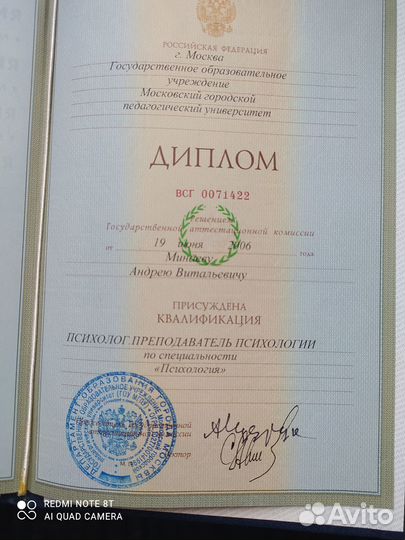 РОССИЙСКАЯ ФЕДЕРАЦИЯ
г. Москва
Государственное образовательное
учреждение
Московский городской
педагогический университет
ДИПЛОМ
ВСГ 0071422
Решением
Государственной аттестационной комиссии
от 19 июня 2006 года
Минаеву
Андрею Витальевичу
ПРИСУЖДЕНА
КВАЛИФИКАЦИЯ
ПСИХОЛОГ. ПРЕПОДАВАТЕЛЬ ПСИХОЛОГИИ
по специальности
«Психология»
REDMI NOTE 8T
AI QUAD CAMERA
Avito